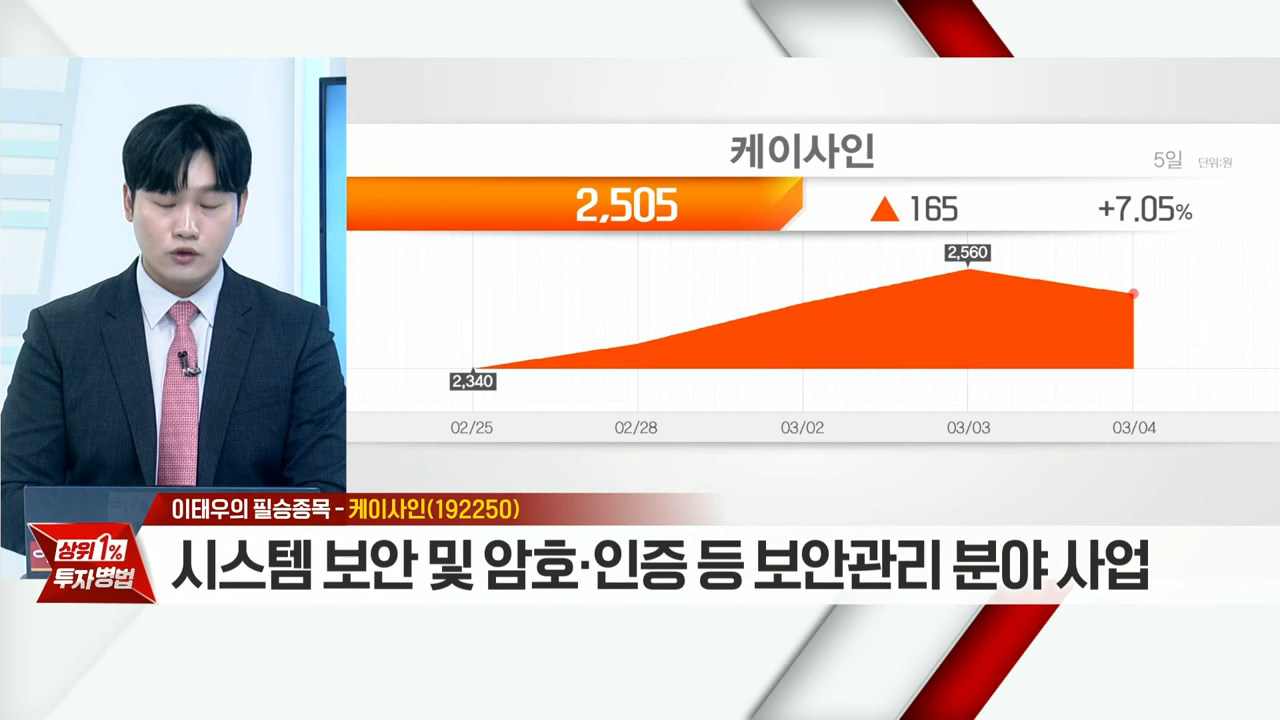 케이사인
5일 단위:원
2,505 ▲ 165 +7.05%
2,560
2,340
02/25 02/28 03/02 03/03 03/04
이태우의 필승종목 - 케이사인(192250)
상위 1%
투자병법
시스템 보안 및 암호·인증 등 보안관리 분야 사업